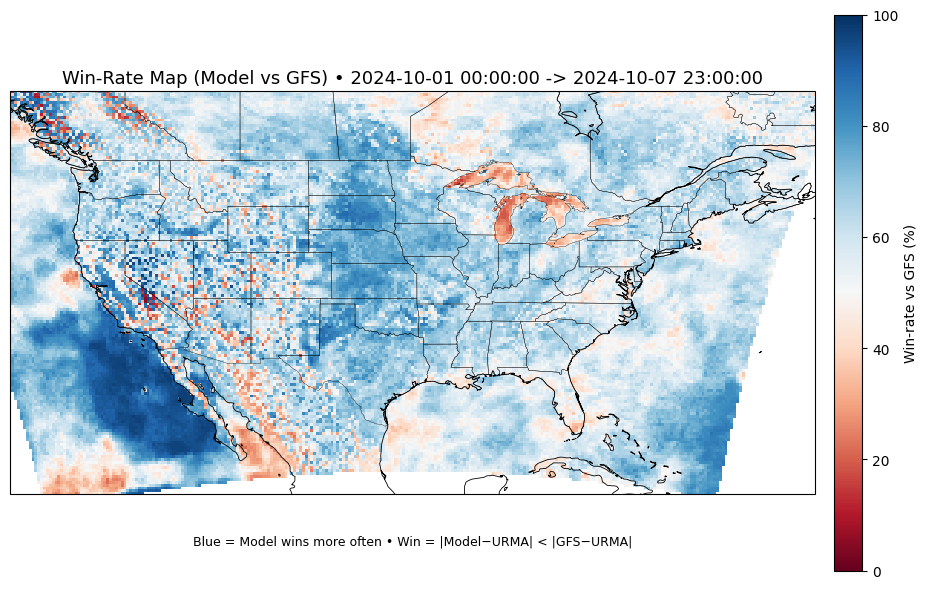 Win-Rate Map (Model vs GFS) • 2024-10-01 00:00:00 -> 2024-10-07 23:00:00
100
80
60
40
20
0
Win-rate vs GFS (%)
Blue = Model wins more often • Win = |Model−URMA| < |GFS−URMA|